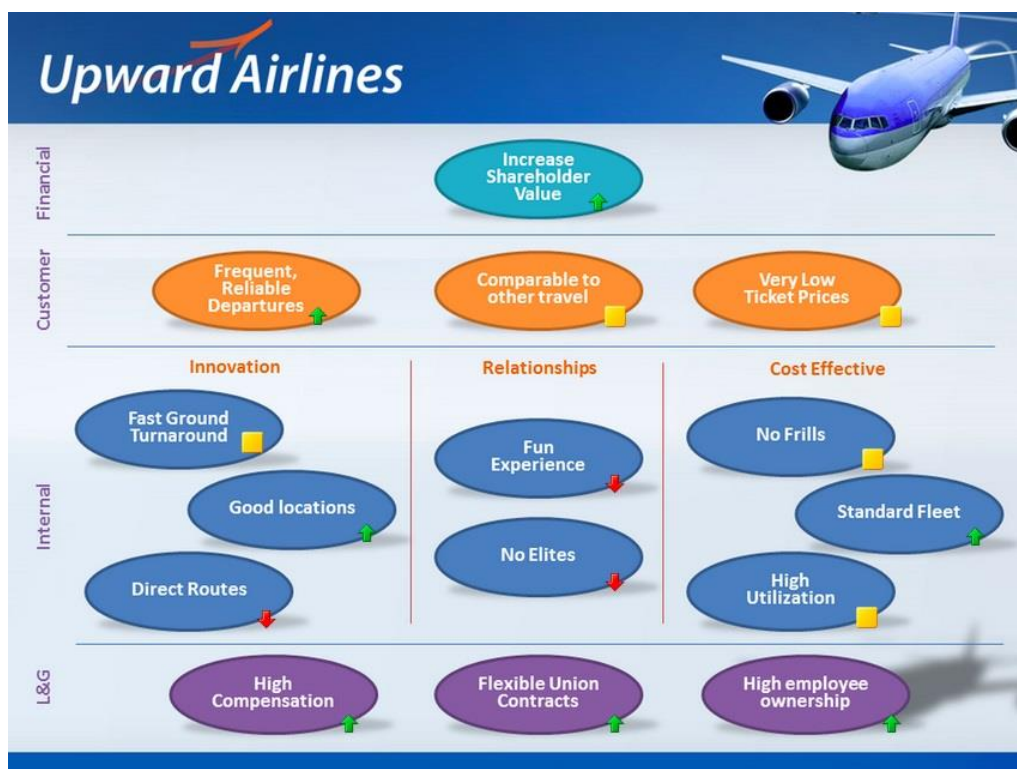 Upward Airlines
Financial
Increase
Shareholder
Value
Customer
Frequent,
Reliable
Departures
Comparable to
other travel
Very Low
Ticket Prices
Internal
Innovation
Relationships
Cost Effective
Fast Ground
Turnaround
Good locations
Direct Routes
Fun
Experience
No Elites
No Frills
Standard Fleet
High
Utilization
L&G
High
Compensation
Flexible Union
Contracts
High employee
ownership